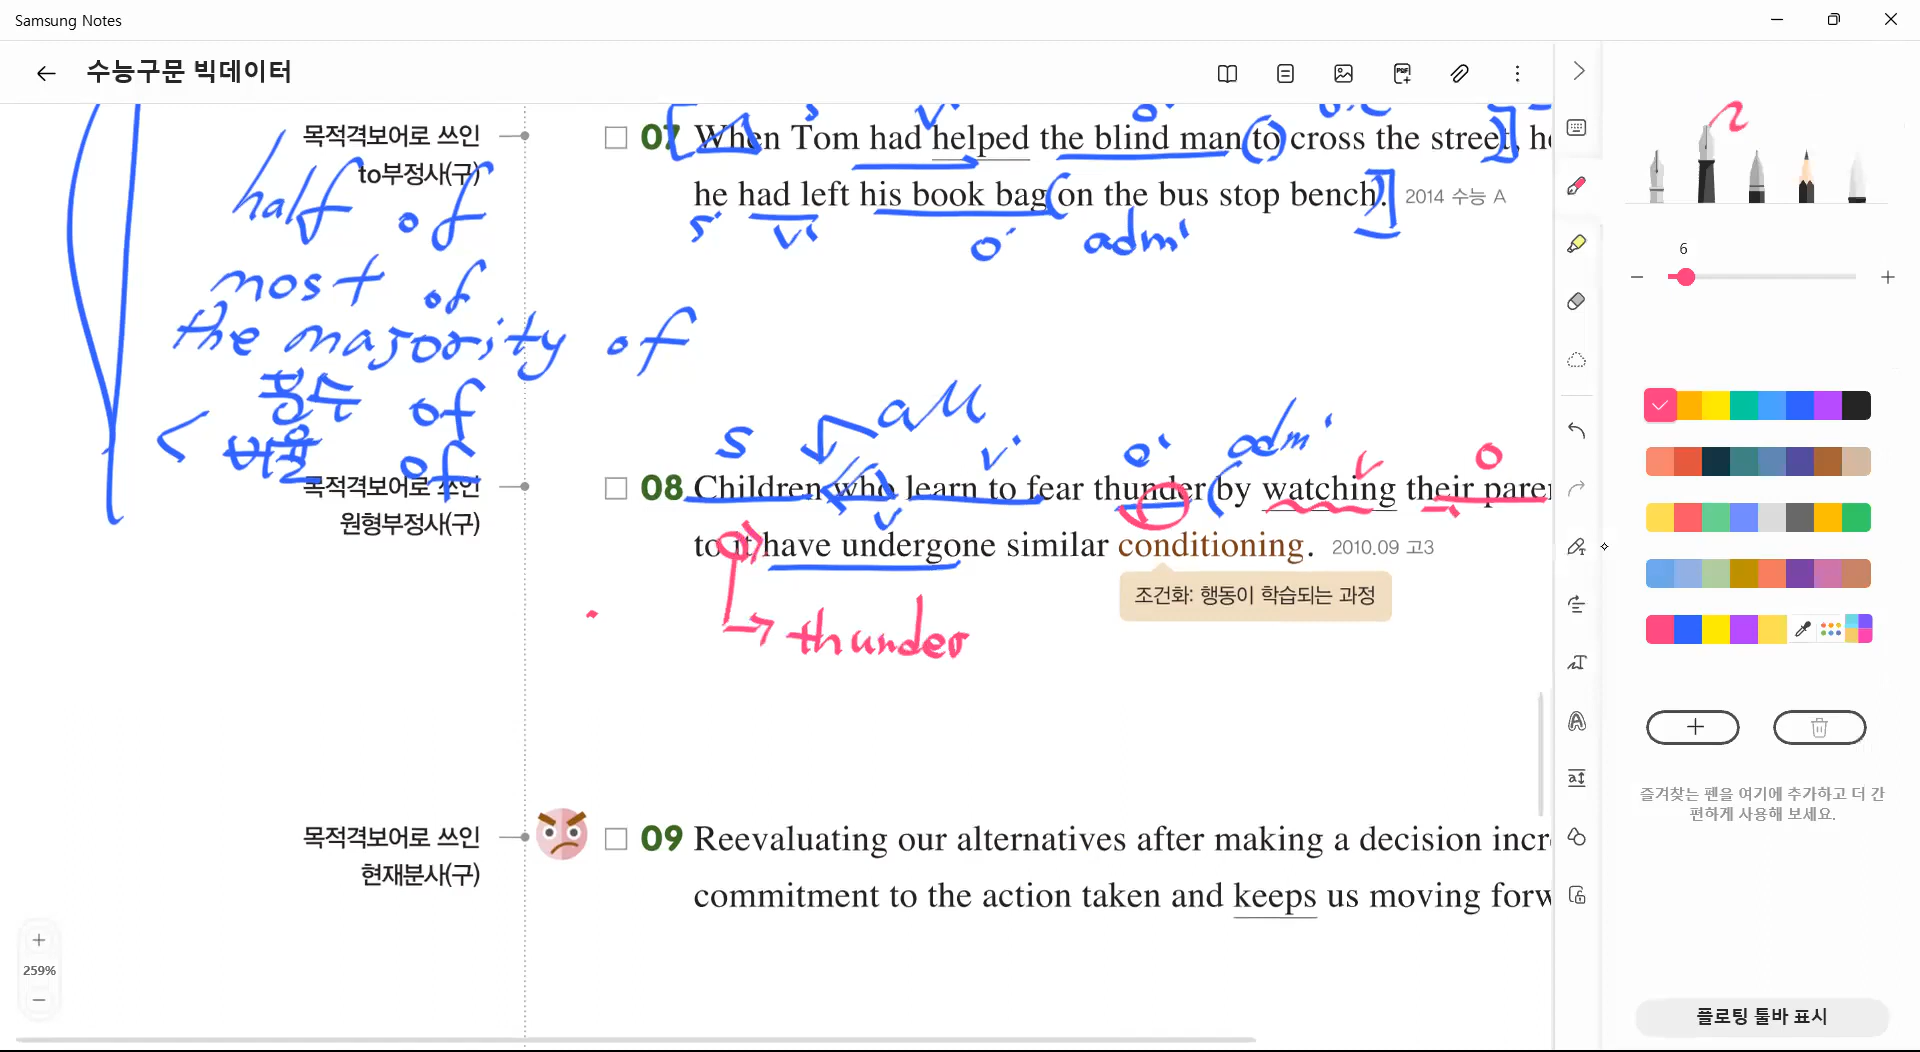 Samsung Notes
수능구문 빅데이터
목적격보어로 쓰인
to부정사(구)
07 When Tom had helped the blind man to cross the street, he
he had left his book bag on the bus stop bench. 2014 수능 A
s' v' o' o.c
s' v' o' adm'
half of
most of
the majority of
분수 of
< 비율 of
all
s v' o' adm' v o
목적격보어로 쓰인
원형부정사(구)
08 Children who learn to fear thunder by watching their paren
v
to it have undergone similar conditioning. 2010.09 고3
조건화: 행동이 학습되는 과정
thunder
목적격보어로 쓰인
현재분사(구)
09 Reevaluating our alternatives after making a decision incre
commitment to the action taken and keeps us moving forw
259%
6
즐겨찾는 펜을 여기에 추가하고 더 간
편하게 사용해 보세요.
플로팅 툴바 표시